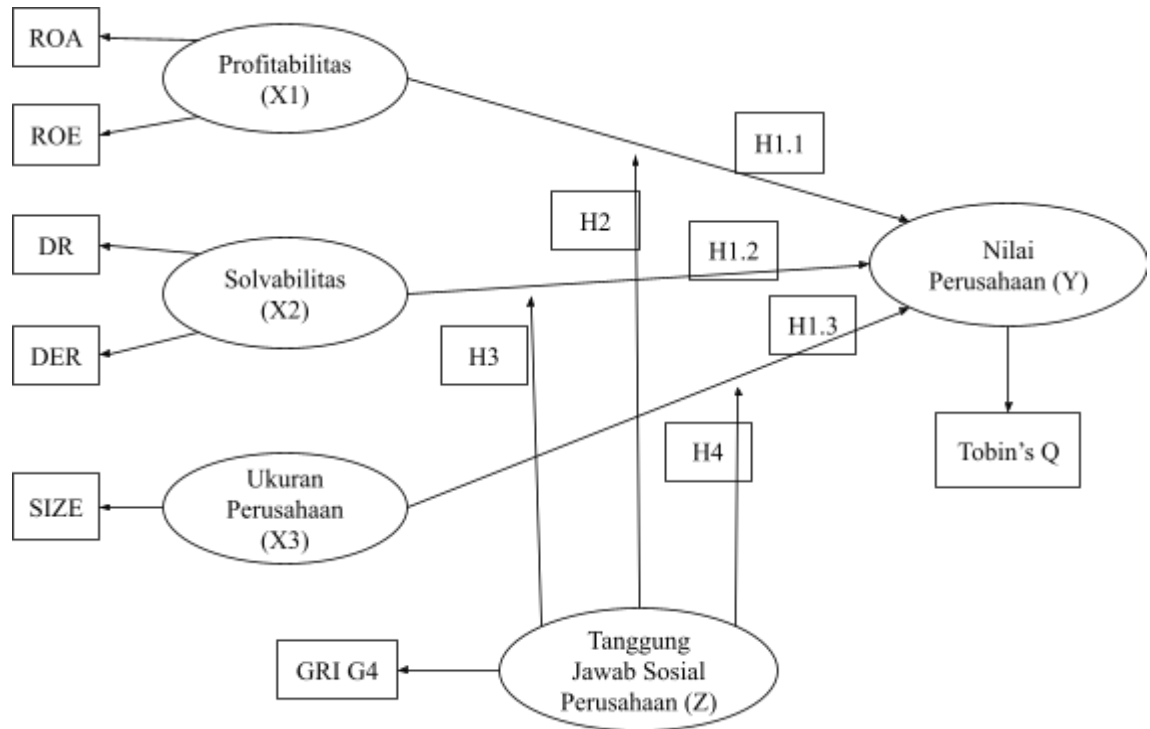 ROA
Profitabilitas
(X1)
ROE
H1.1
DR
Solvabilitas
(X2)
DER
H2
H1.2
Nilai
Perusahaan (Y)
H3
H1.3
SIZE
Ukuran
Perusahaan
(X3)
H4
Tobin’s Q
GRI G4
Tanggung
Jawab Sosial
Perusahaan (Z)